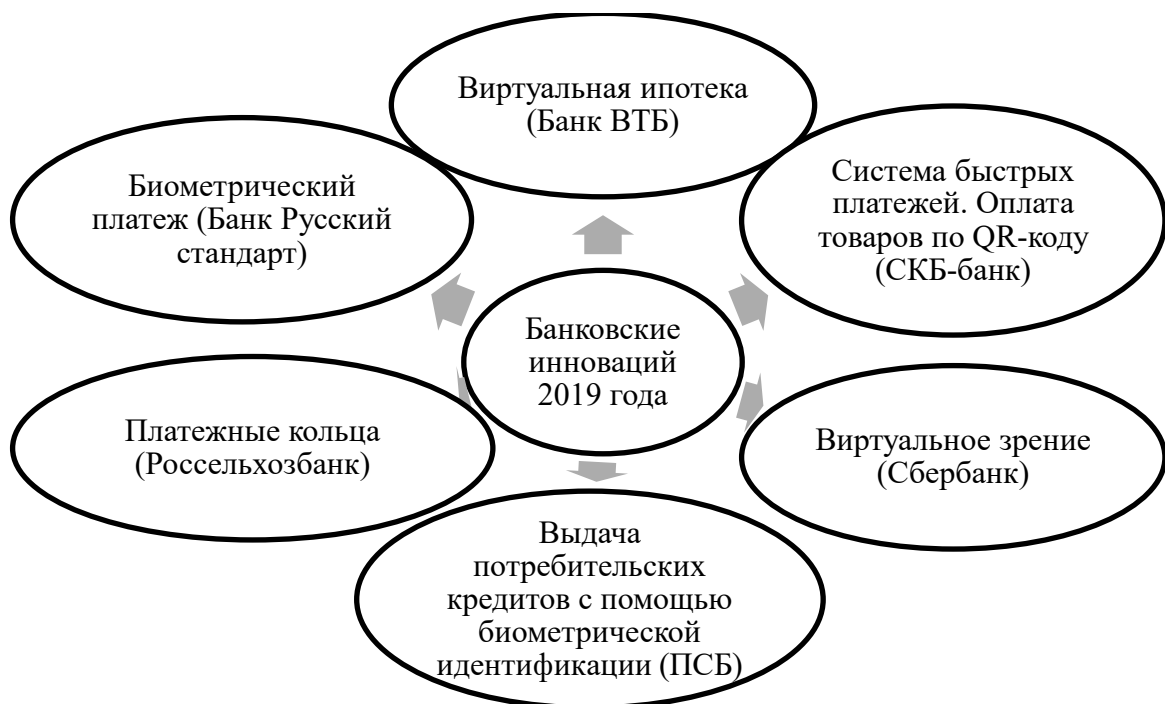 Виртуальная ипотека
(Банк ВТБ)
Биометрический
платеж (Банк Русский
стандарт)
Система быстрых
платежей. Оплата
товаров по QR-коду
(СКБ-банк)
Банковские
инноваций
2019 года
Платежные кольца
(Россельхозбанк)
Виртуальное зрение
(Сбербанк)
Выдача
потребительских
кредитов с помощью
биометрической
идентификации (ПСБ)